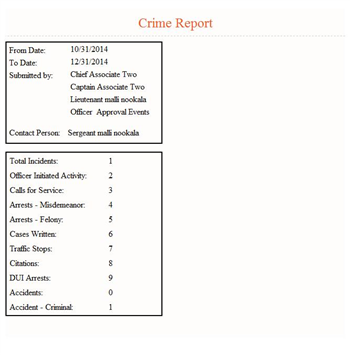 Crime Report
From Date: 10/31/2014
To Date: 12/31/2014
Submitted by: Chief Associate Two
Captain Associate Two
Lieutenant malli nookala
Officer Approval Events
Contact Person: Sergeant malli nookala
Total Incidents: 1
Officer Initiated Activity: 2
Calls for Service: 3
Arrests - Misdemeanor: 4
Arrests - Felony: 5
Cases Written: 6
Traffic Stops: 7
Citations: 8
DUI Arrests: 9
Accidents: 0
Accident - Criminal: 1